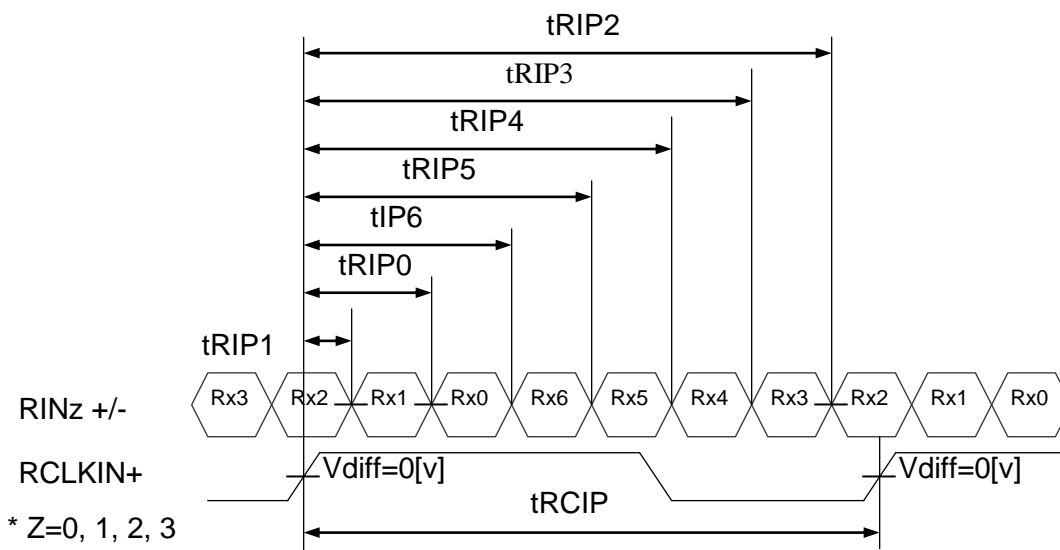 tRIP2
tRIP3
tRIP4
tRIP5
tIP6
tRIP0
tRIP1
RINz +/- Rx3 Rx2 Rx1 Rx0 Rx6 Rx5 Rx4 Rx3 Rx2 Rx1 Rx0
RCLKIN+ Vdiff=0[v] Vdiff=0[v]
tRCIP
* Z=0, 1, 2, 3